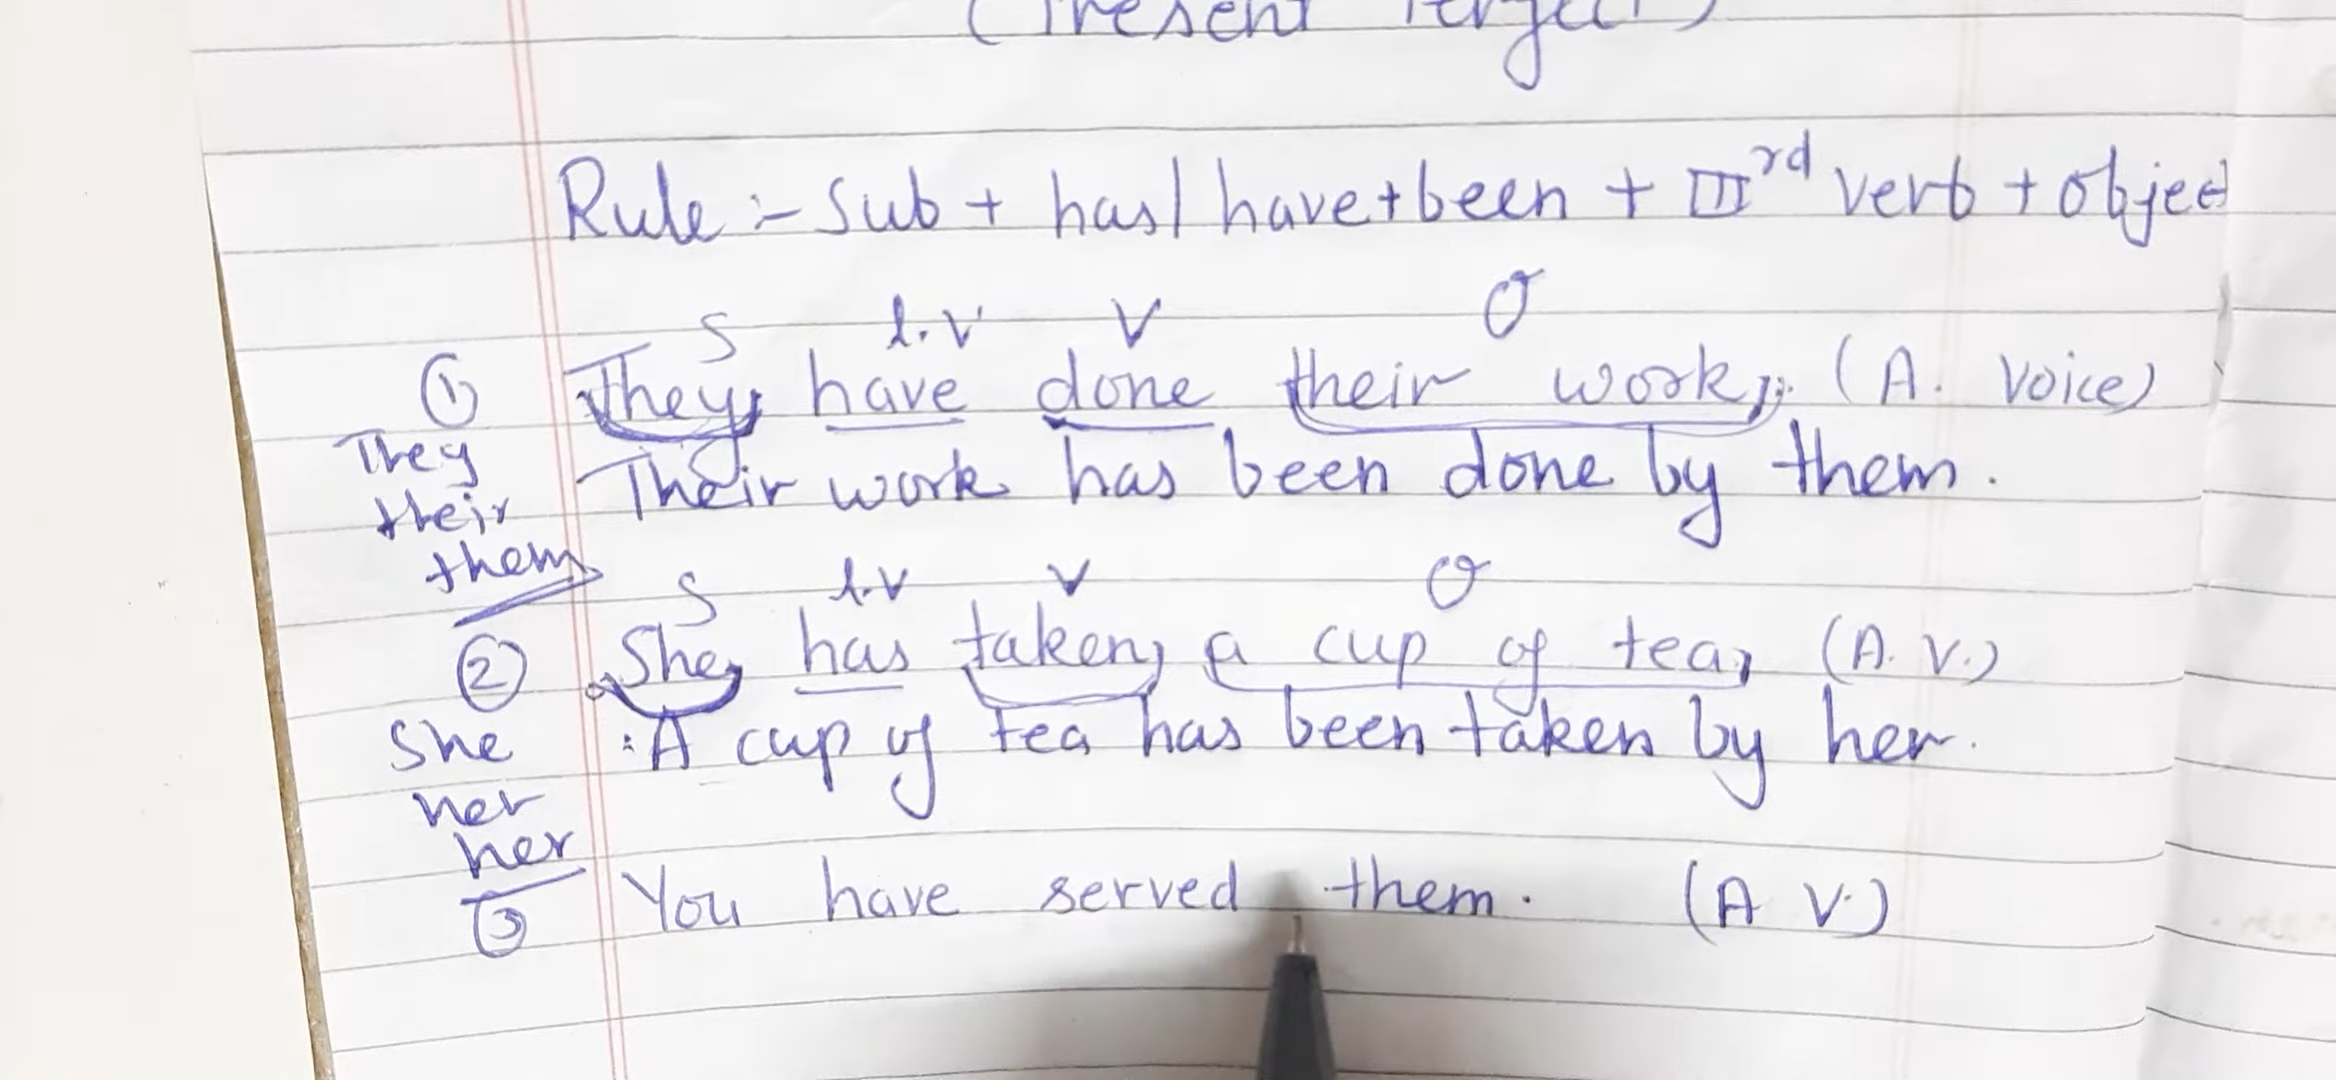 (Present Perfect)
Rule :- Sub + has/have + been + IIIrd verb + object
S h.v V O
① They have done their work. (A. Voice)
They
Their work has been done by them.
their
them
S h.v V O
② She has taken a cup of tea, (A. V.)
She
: A cup of tea has been taken by her.
her
her
③ You have served them. (A V.)